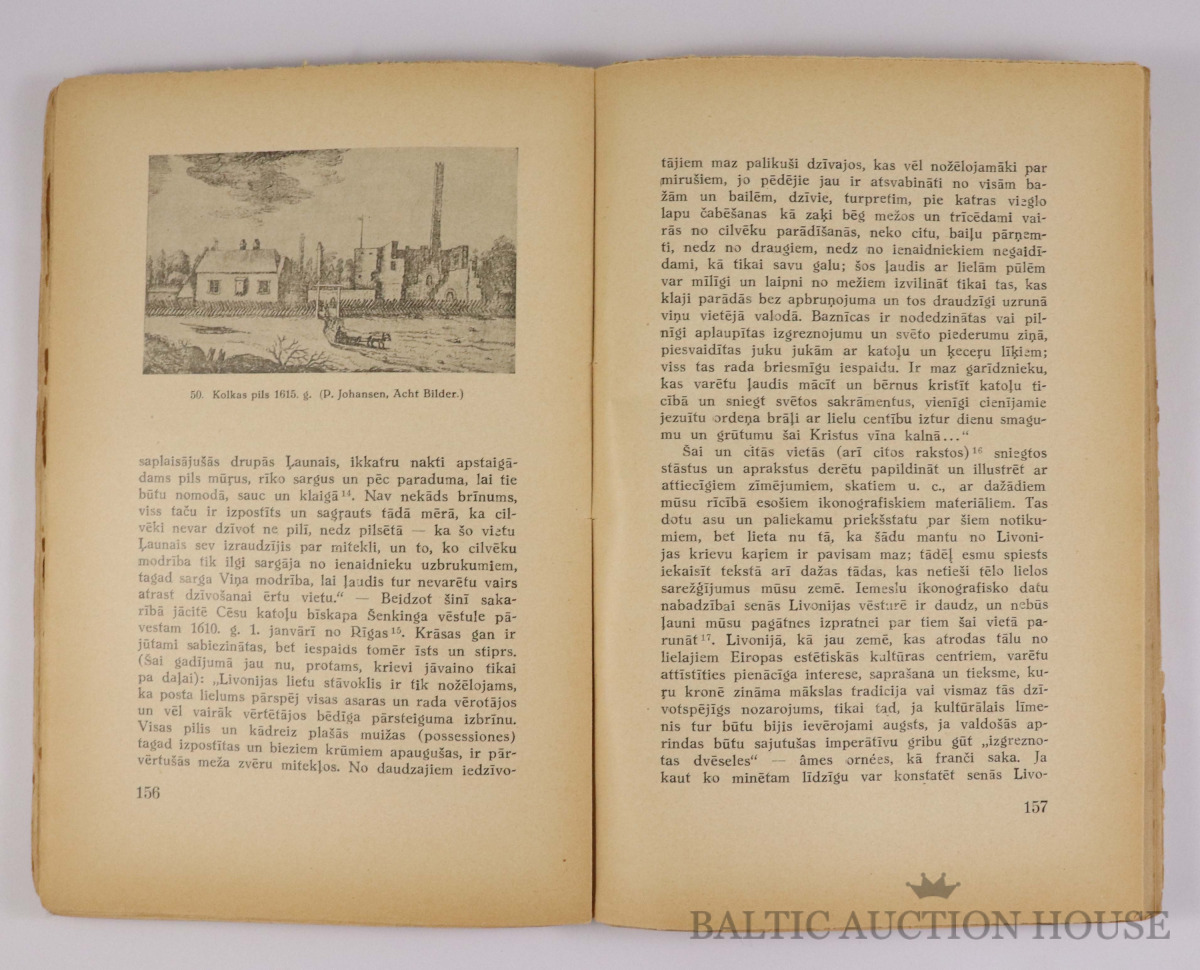 50. Kolkas pils 1615. g. (P. Johansen, Acht Bilder.)
saplaisājušās drupās Ļaunais, ikkatru nakti apstaigā-
dams pils mūŗus, rīko sargus un pēc paraduma, lai tie
būtu nomodā, sauc un klaigā¹⁴. Nav nekāds brīnums,
viss taču ir izpostīts un sagrauts tādā mērā, ka cil-
vēki nevar dzīvot ne pilī, nedz pilsētā — ka šo vietu
Ļaunais sev izraudzījis par mitekli, un to, ko cilvēku
modrība tik ilgi sargāja no ienaidnieku uzbrukumiem,
tagad sarga Viņa modrība, lai ļaudis tur nevarētu vairs
atrast dzīvošanai ērtu vietu.“ — Beidzot šinī saka-
rībā jācitē Cēsu katoļu bīskapa Šenkinga vēstule pā-
vestam 1610. g. 1. janvārī no Rīgas¹⁵. Krāsas gan ir
jūtami sabiezinātas, bet iespaids tomēr īsts un stiprs.
(Šai gadījumā jau nu, protams, krievi jāvaino tikai
pa daļai): „Livonijas lietu stāvoklis ir tik nožēlojams,
ka posta lielums pārspēj visas asaras un rada vērotājos
un vēl vairāk vērtētājos bēdīga pārsteiguma izbrīnu.
Visas pilis un kādreiz plašās muižas (possessiones)
tagad izpostītas un bieziem krūmiem apaugušas, ir pār-
vērtušās meža zvēru mitekļos. No daudzajiem iedzīvo-
156
tājiem maz palikuši dzīvajos, kas vēl nožēlojamāki par
mirušiem, jo pēdējie jau ir atsvabināti no visām ba-
žām un bailēm, dzīvie, turpretim, pie katras vieglo
lapu čabēšanas kā zaķi bēg mežos un trīcēdami vai-
rās no cilvēku parādīšanās, neko citu, baiļu pārņem-
ti, nedz no draugiem, nedz no ienaidniekiem negaidī-
dami, kā tikai savu galu; šos ļaudis ar lielām pūlēm
var mīlīgi un laipni no mežiem izvilināt tikai tas, kas
klaji parādās bez apbruņojuma un tos draudzīgi uzrunā
viņu vietējā valodā. Baznīcas ir nodedzinātas vai pil-
nīgi aplaupītas izgreznojumu un svēto piederumu ziņā,
piesvaidītas juku jukām ar katoļu un ķeceŗu līķiem;
viss tas rada briesmīgu iespaidu. Ir maz garīdznieku,
kas varētu ļaudis mācīt un bērnus kristīt katoļu ti-
cībā un sniegt svētos sakrāmentus, vienīgi cienījamie
jezuītu ordeņa brāļi ar lielu centību iztur dienu smagu-
mu un grūtumu šai Kristus vīna kalnā...“
Šai un citās vietās (arī citos rakstos)¹⁶ sniegtos
stāstus un aprakstus derētu papildināt un illustrēt ar
attiecīgiem zīmējumiem, skatiem u. c., ar dažādiem
mūsu rīcībā esošiem ikonografiskiem materiāliem. Tas
dotu asu un paliekamu priekšstatu par šiem notiku-
miem, bet lieta nu tā, ka šādu mantu no Livoni-
jas krievu kaŗiem ir pavisam maz; tādēļ esmu spiests
iekaisīt tekstā arī dažas tādas, kas netieši tēlo lielos
sarežģījumus mūsu zemē. Iemeslu ikonografisko datu
nabadzībai senās Livonijas vēsturē ir daudz, un nebūs
ļauni mūsu pagātnes izpratnei par tiem šai vietā pa-
runāt¹⁷. Livonijā, kā jau zemē, kas atrodas tālu no
lielajiem Eiropas estētiskās kultūras centriem, varētu
attīstīties pienācīga interese, saprašana un tieksme, ku-
ŗu kronē zināma mākslas tradicija vai vismaz tās dzī-
votspējīgs nozarojums, tikai tad, ja kultūrālais līme-
nis tur būtu bijis ievērojami augsts, ja valdošās ap-
rindas būtu sajutušas imperātīvu gribu gūt „izgrezno-
tas dvēseles“ — âmes ornées, kā franči saka. Ja
kaut ko minētam līdzīgu var konstatēt senās Livo-
157
BALTIC AUCTION HOUSE